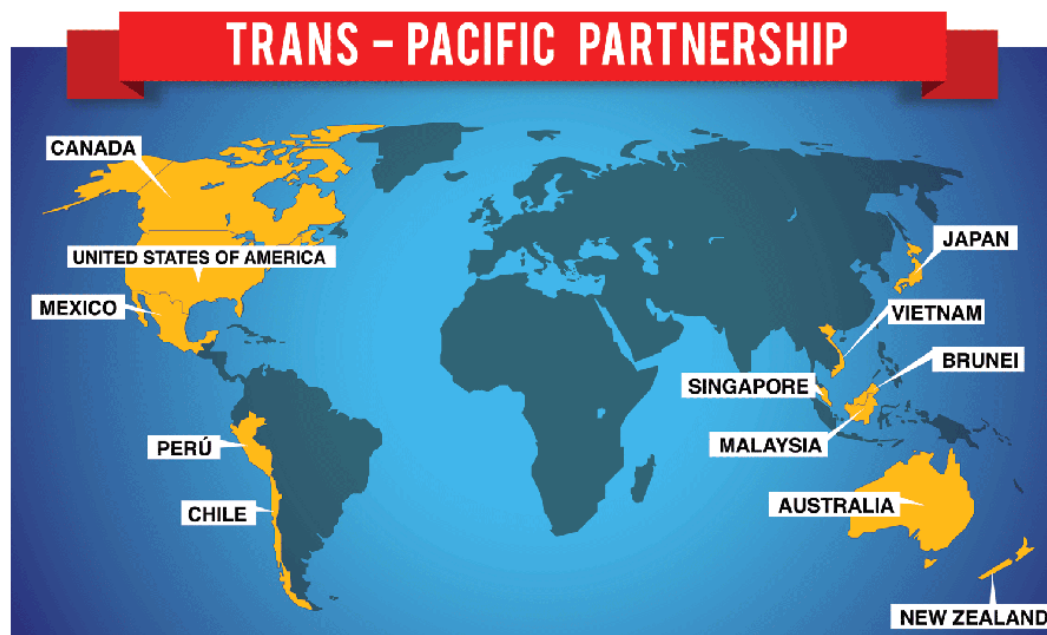 TRANS - PACIFIC PARTNERSHIP
CANADA
UNITED STATES OF AMERICA
MEXICO
PERÚ
CHILE
JAPAN
VIETNAM
BRUNEI
SINGAPORE
MALAYSIA
AUSTRALIA
NEW ZEALAND